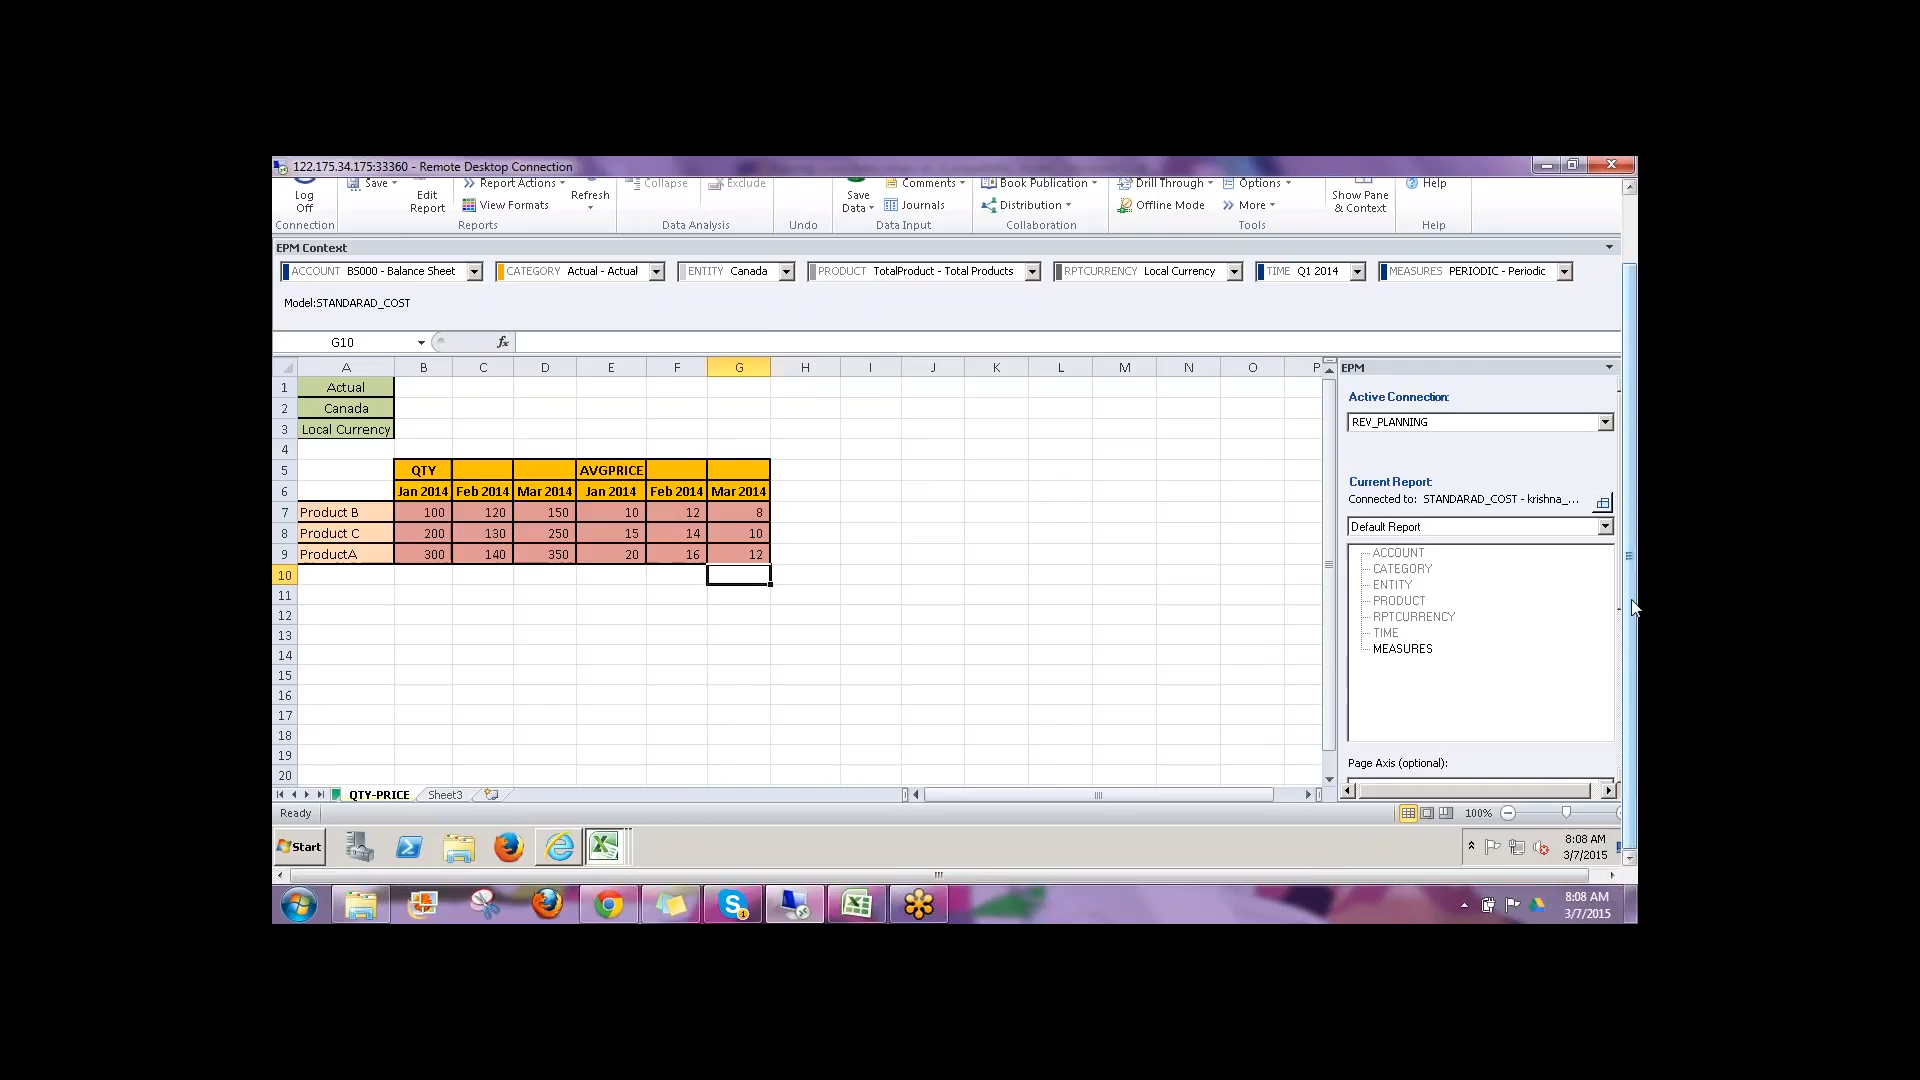 122.175.34.175:33360 - Remote Desktop Connection
Log Off
Save
Edit Report
Report Actions
View Formats
Refresh
Collapse
Exclude
Save Data
Comments
Journals
Book Publication
Distribution
Drill Through
Offline Mode
Options
More
Show Pane & Context
Help
Connection Reports Data Analysis Undo Data Input Collaboration Tools Help
EPM Context
ACCOUNT BS000 - Balance Sheet CATEGORY Actual - Actual ENTITY Canada PRODUCT TotalProduct - Total Products RPTCURRENCY Local Currency TIME Q1 2014 MEASURES PERIODIC - Periodic
Model:STANDARAD_COST
G10 fx
A B C D E F G H I J K L M N O P
1 Actual
2 Canada
3 Local Currency
4
5 QTY AVGPRICE
6 Jan 2014 Feb 2014 Mar 2014 Jan 2014 Feb 2014 Mar 2014
7 Product B 100 120 150 10 12 8
8 Product C 200 130 250 15 14 10
9 ProductA 300 140 350 20 16 12
10
11
12
13
14
15
16
17
18
19
20
EPM
Active Connection:
REV_PLANNING
Current Report:
Connected to: STANDARAD_COST - krishna_...
Default Report
ACCOUNT
CATEGORY
ENTITY
PRODUCT
RPTCURRENCY
TIME
MEASURES
Page Axis (optional):
QTY-PRICE Sheet3
Ready 100%
Start
8:08 AM
3/7/2015
8:08 AM
3/7/2015